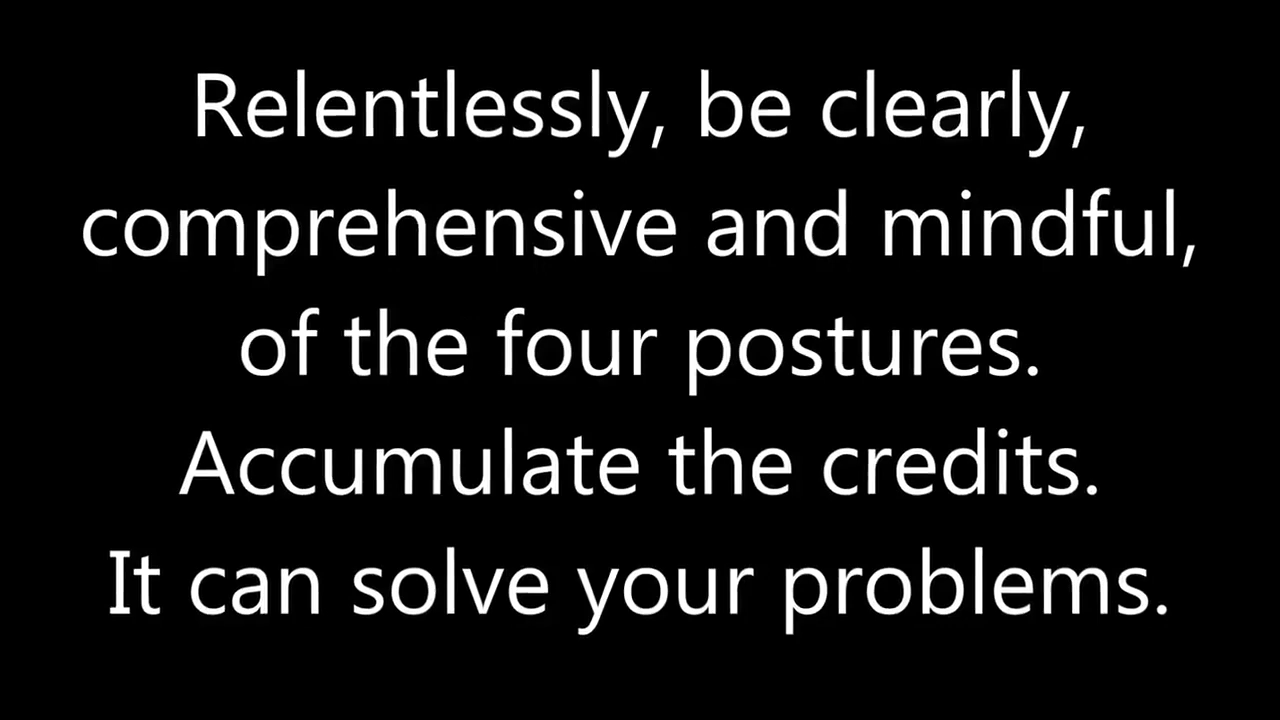 Relentlessly, be clearly,
comprehensive and mindful,
of the four postures.
Accumulate the credits.
It can solve your problems.